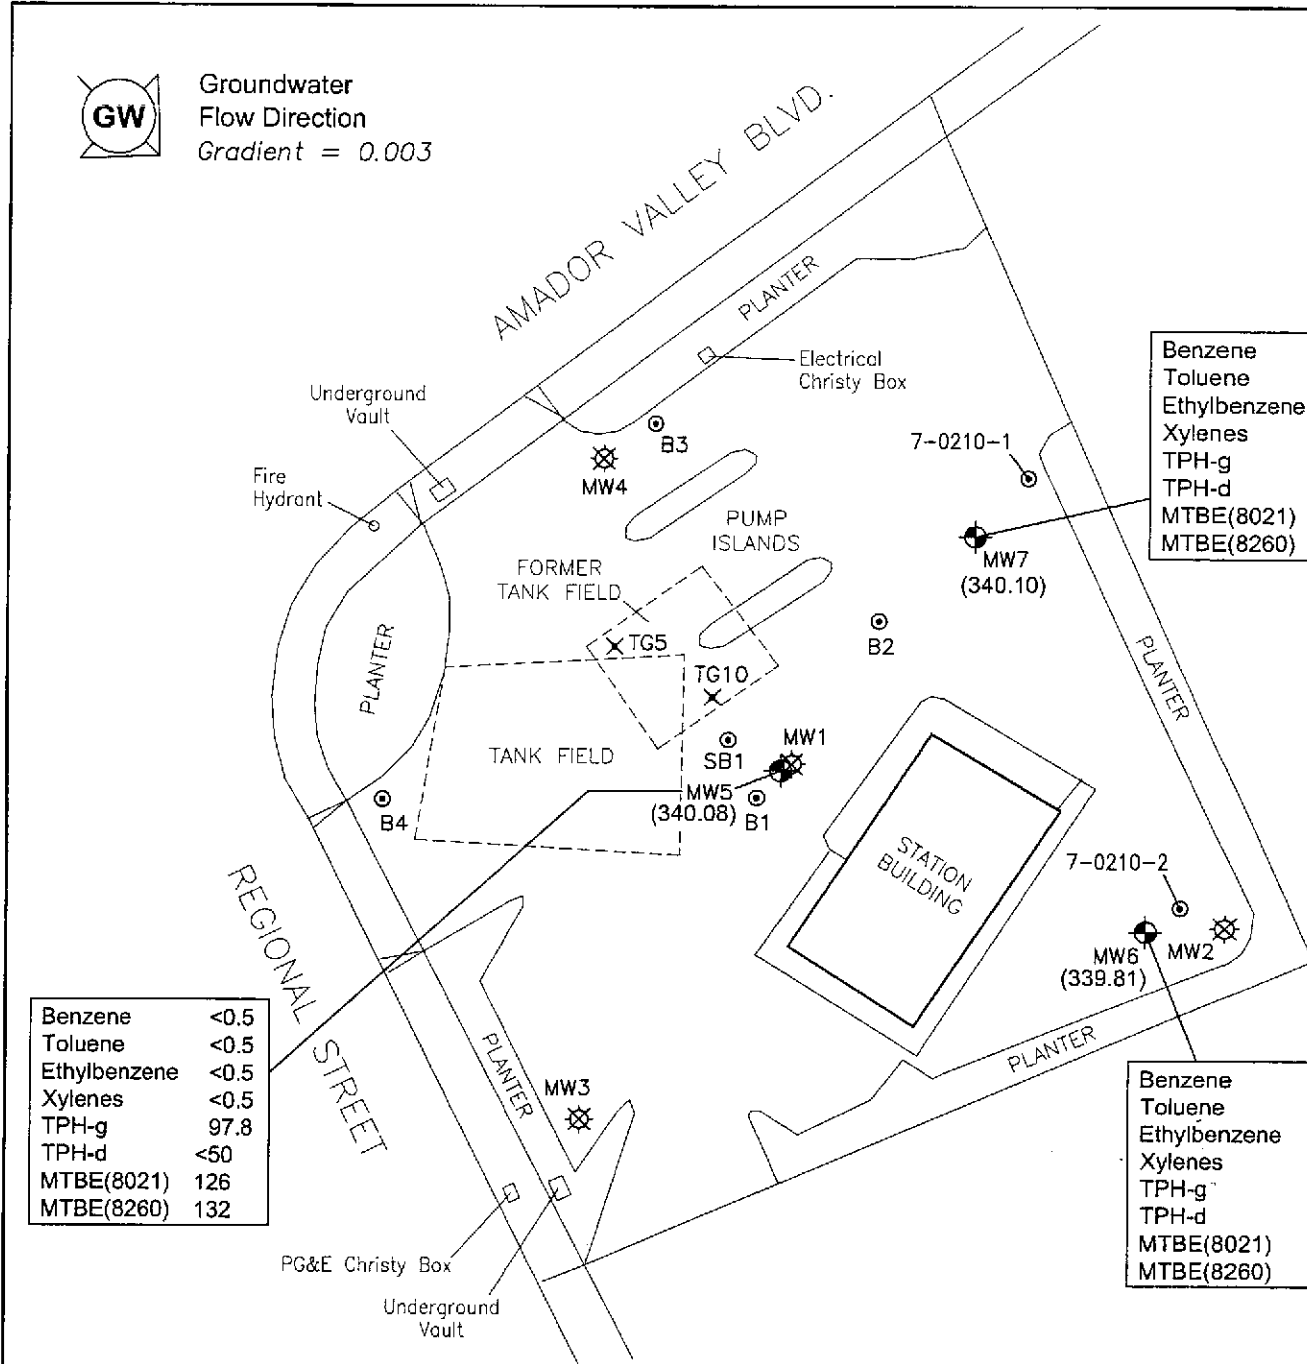 GW
Groundwater
Flow Direction
Gradient = 0.003
AMADOR VALLEY BLVD.
PLANTER
Electrical
Christy Box
Underground
Vault
Fire
Hydrant
B3
MW4
7-0210-1
PUMP
ISLANDS
MW7
(340.10)
Benzene
Toluene
Ethylbenzene
Xylenes
TPH-g
TPH-d
MTBE(8021)
MTBE(8260)
FORMER
TANK FIELD
TG5
B2
PLANTER
TG10
PLANTER
TANK FIELD
SB1
MW1
MW5
(340.08)
B1
B4
STATION
BUILDING
7-0210-2
MW6
(339.81)
MW2
REGIONAL STREET
PLANTER
PLANTER
MW3
Benzene <0.5
Toluene <0.5
Ethylbenzene <0.5
Xylenes <0.5
TPH-g 97.8
TPH-d <50
MTBE(8021) 126
MTBE(8260) 132
Benzene
Toluene
Ethylbenzene
Xylenes
TPH-g
TPH-d
MTBE(8021)
MTBE(8260)
PG&E Christy Box
Underground
Vault